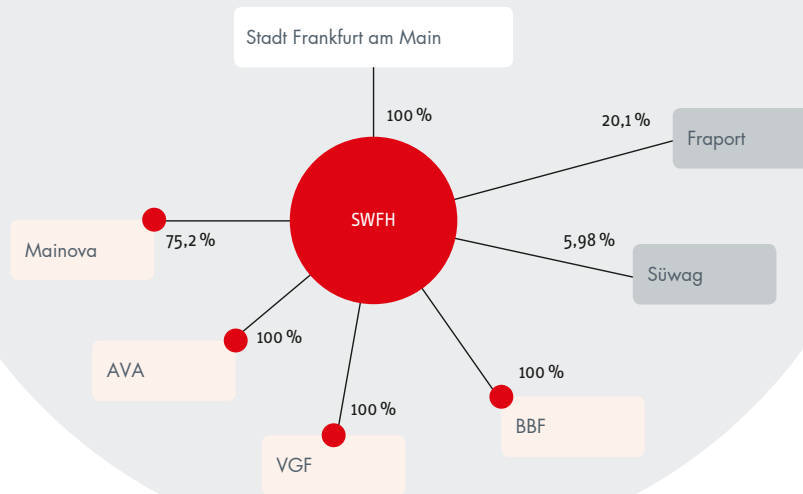 Stadt Frankfurt am Main
100 %
20,1 %
Fraport
SWFH
Mainova
75,2 %
5,98 %
Süwag
AVA
100 %
100 %
BBF
100 %
VGF